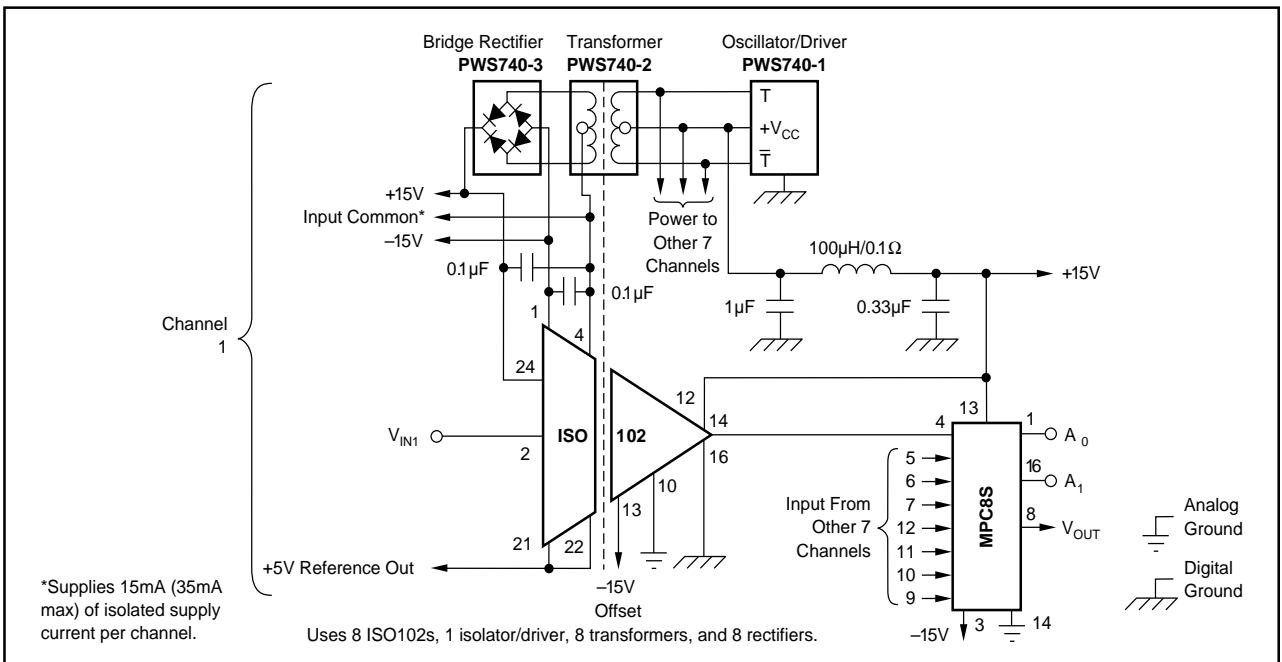 Bridge Rectifier
PWS740-3
Transformer
PWS740-2
Oscillator/Driver
PWS740-1
T
+VCC
T̅
+15V
Input Common*
–15V
0.1µF
0.1µF
Power to
Other 7
Channels
100µH/0.1Ω
+15V
1µF
0.33µF
Channel
1
1
4
24
VIN1
2
ISO
102
12
14
16
10
13
21
22
+5V Reference Out
–15V
Offset
4
13
1
A0
16
A1
8
VOUT
5
6
7
12
11
10
9
Input From
Other 7
Channels
MPC8S
–15V
3
14
Analog
Ground
Digital
Ground
*Supplies 15mA (35mA
max) of isolated supply
current per channel.
Uses 8 ISO102s, 1 isolator/driver, 8 transformers, and 8 rectifiers.